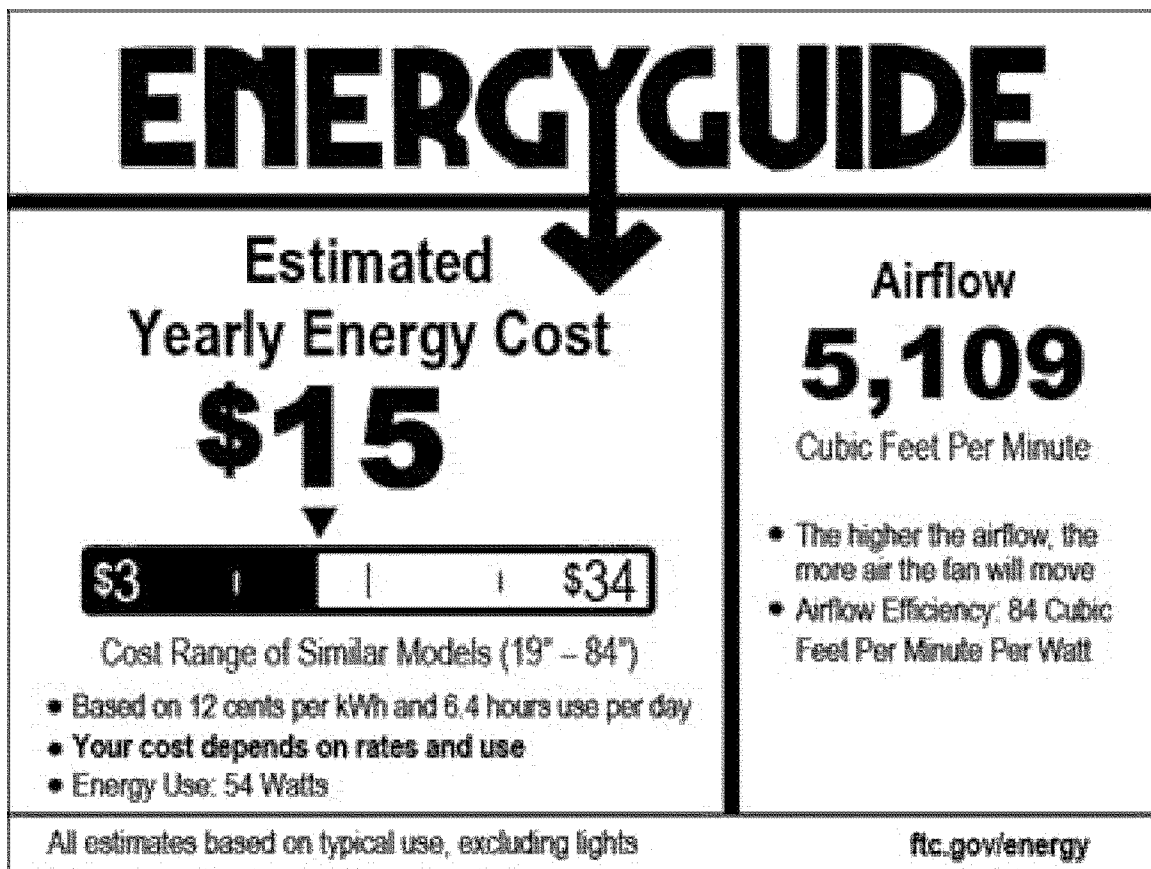 ENERGYGUIDE
Estimated
Yearly Energy Cost
$15
$3
$34
Cost Range of Similar Models (19" – 84")
● Based on 12 cents per kWh and 6.4 hours use per day
● Your cost depends on rates and use
● Energy Use: 54 Watts
Airflow
5,109
Cubic Feet Per Minute
● The higher the airflow, the
more air the fan will move
● Airflow Efficiency: 84 Cubic
Feet Per Minute Per Watt
All estimates based on typical use, excluding lights
ftc.gov/energy